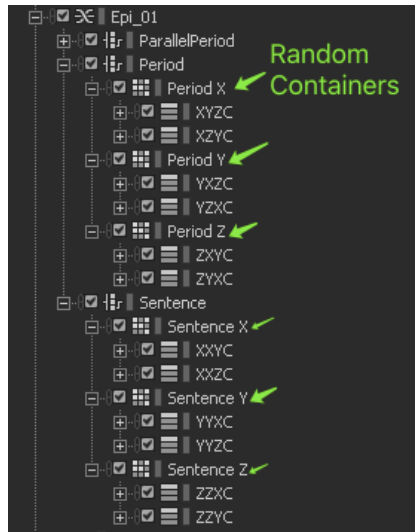 Epi_01
ParallelPeriod
Period
Random
Containers
Period X
XYZC
XZYC
Period Y
YXZC
YZXC
Period Z
ZXYC
ZYXC
Sentence
Sentence X
XXYC
XXZC
Sentence Y
YYXC
YYZC
Sentence Z
ZZXC
ZZYC